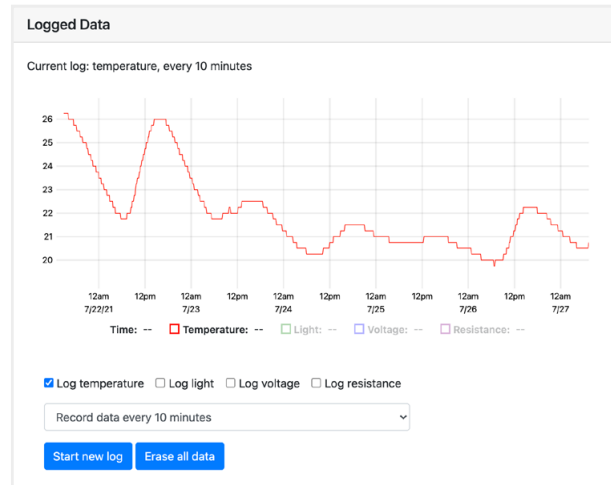 Logged Data
Current log: temperature, every 10 minutes
26
25
24
23
22
21
20
12am 12pm 12am 12pm 12am 12pm 12am 12pm 12am 12pm 12am
7/22/21 7/23 7/24 7/25 7/26 7/27
Time: -- Temperature: -- Light: -- Voltage: -- Resistance: --
Log temperature Log light Log voltage Log resistance
Record data every 10 minutes
Start new log Erase all data